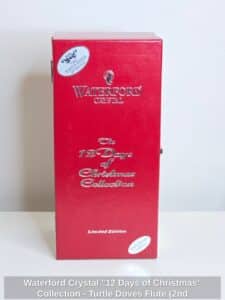 WATERFORD
CRYSTAL
The
12 Days
of
Christmas
Collection
Limited Edition
Waterford Crystal "12 Days of Christmas"
Collection - Turtle Doves Flute (2nd